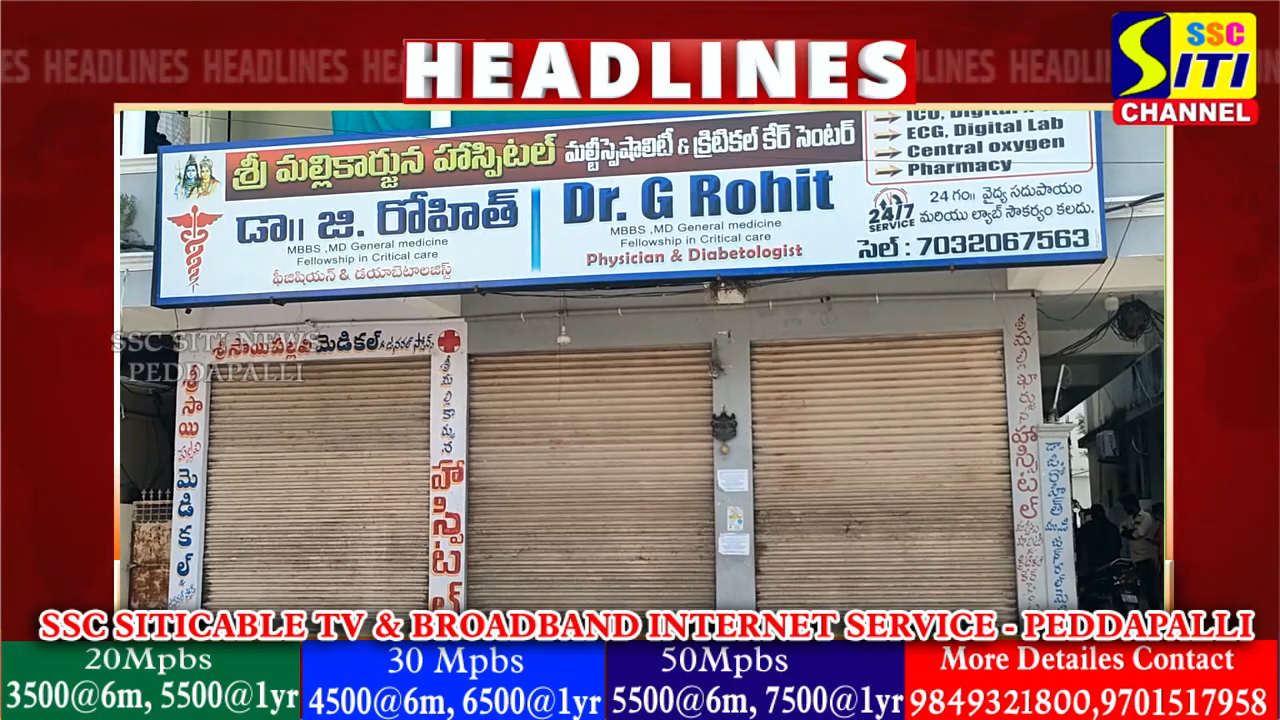 HEADLINES
SSC
SITI
CHANNEL
శ్రీ మల్లికార్జున హాస్పిటల్ మల్టీస్పెషాలిటీ & క్రిటికల్ కేర్ సెంటర్
ECG, Digital Lab
Central oxygen
Pharmacy
డా|| జి. రోహిత్
MBBS ,MD General medicine
Fellowship in Critical care
ఫిజిషియన్ & డయాబెటాలజిస్ట్
Dr. G Rohit
MBBS ,MD General medicine
Fellowship in Critical care
Physician & Diabetologist
24/7
SERVICE
24 గం|| వైద్య సదుపాయం
మరియు ల్యాబ్ సౌకర్యం కలదు.
సెల్ : 7032067563
SSC SITI NEWS
PEDDAPALLI
మెడికల్ & జనరల్ స్టోర్స్
శ్రీ సాయి
మెడికల్
శ్రీ మల్లికార్జున హాస్పిటల్
SSC SITICABLE TV & BROADBAND INTERNET SERVICE - PEDDAPALLI
20Mpbs
3500@6m, 5500@1yr
30 Mpbs
4500@6m, 6500@1yr
50Mpbs
5500@6m, 7500@1yr
More Detailes Contact
9849321800,9701517958